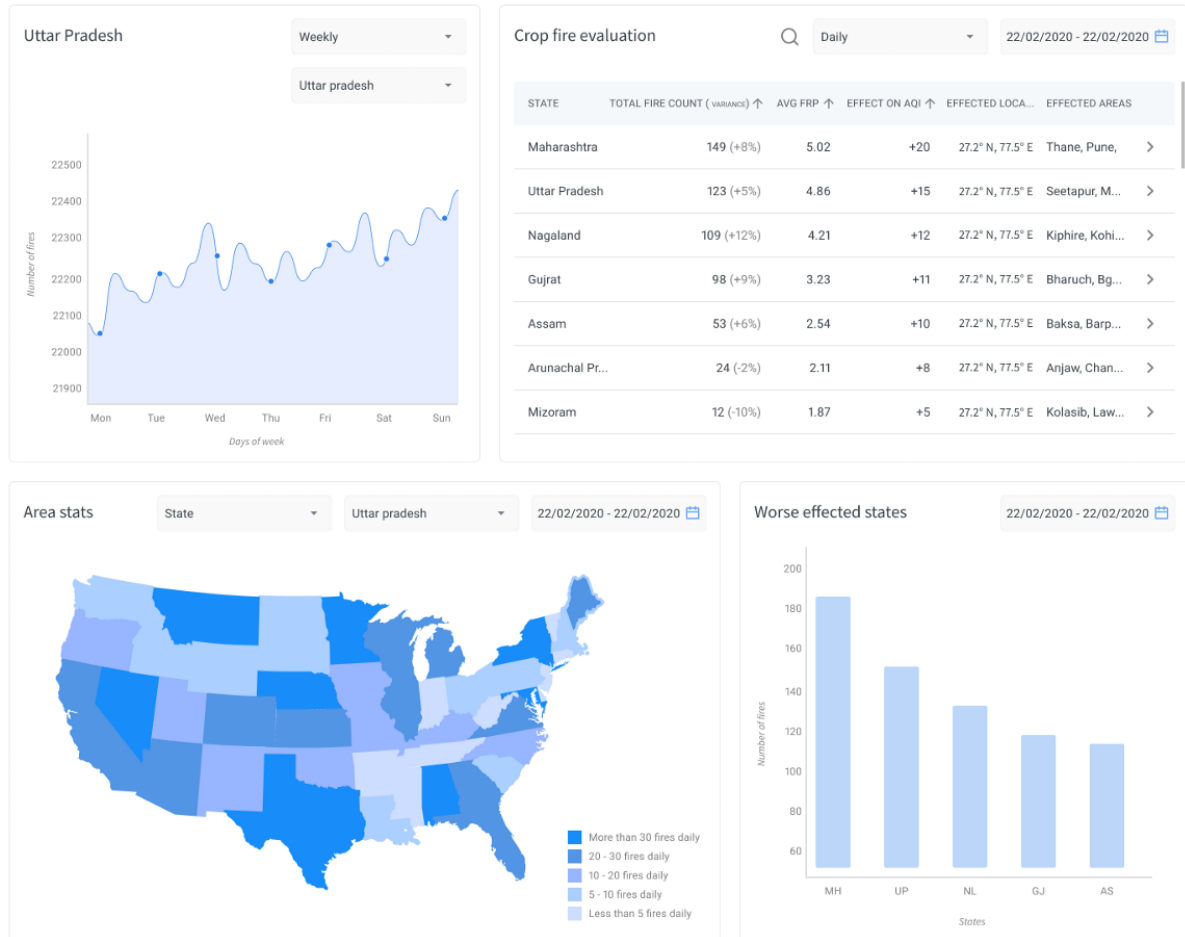 Uttar Pradesh
Weekly
Uttar pradesh
22500
22400
22300
22200
22100
22000
21900
Number of fires
Mon Tue Wed Thu Fri Sat Sun
Days of week
Crop fire evaluation
Daily
22/02/2020 - 22/02/2020
STATE TOTAL FIRE COUNT ( VARIANCE) ↑ AVG FRP ↑ EFFECT ON AQI ↑ EFFECTED LOCA... EFFECTED AREAS
Maharashtra 149 (+8%) 5.02 +20 27.2° N, 77.5° E Thane, Pune,
Uttar Pradesh 123 (+5%) 4.86 +15 27.2° N, 77.5° E Seetapur, M...
Nagaland 109 (+12%) 4.21 +12 27.2° N, 77.5° E Kiphire, Kohi...
Gujrat 98 (+9%) 3.23 +11 27.2° N, 77.5° E Bharuch, Bg...
Assam 53 (+6%) 2.54 +10 27.2° N, 77.5° E Baksa, Barp...
Arunachal Pr... 24 (-2%) 2.11 +8 27.2° N, 77.5° E Anjaw, Chan...
Mizoram 12 (-10%) 1.87 +5 27.2° N, 77.5° E Kolasib, Law...
Area stats
State
Uttar pradesh
22/02/2020 - 22/02/2020
More than 30 fires daily
20 - 30 fires daily
10 - 20 fires daily
5 - 10 fires daily
Less than 5 fires daily
Worse effected states
22/02/2020 - 22/02/2020
200
180
160
140
120
100
80
60
Number of fires
MH UP NL GJ AS
States